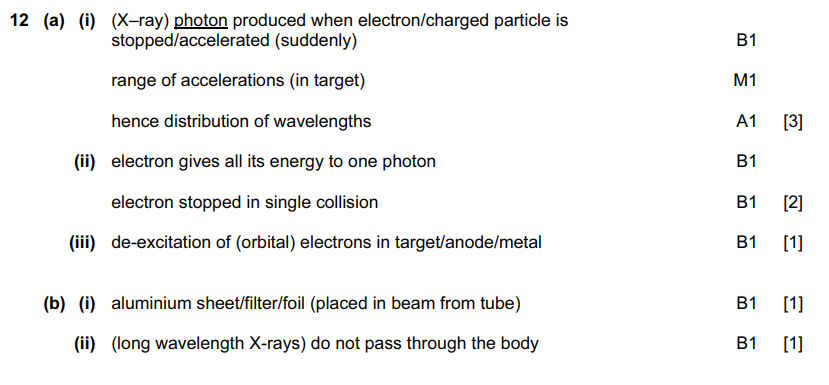 12 (a) (i) (X–ray) photon produced when electron/charged particle is
stopped/accelerated (suddenly) B1
range of accelerations (in target) M1
hence distribution of wavelengths A1 [3]
(ii) electron gives all its energy to one photon B1
electron stopped in single collision B1 [2]
(iii) de-excitation of (orbital) electrons in target/anode/metal B1 [1]
(b) (i) aluminium sheet/filter/foil (placed in beam from tube) B1 [1]
(ii) (long wavelength X-rays) do not pass through the body B1 [1]